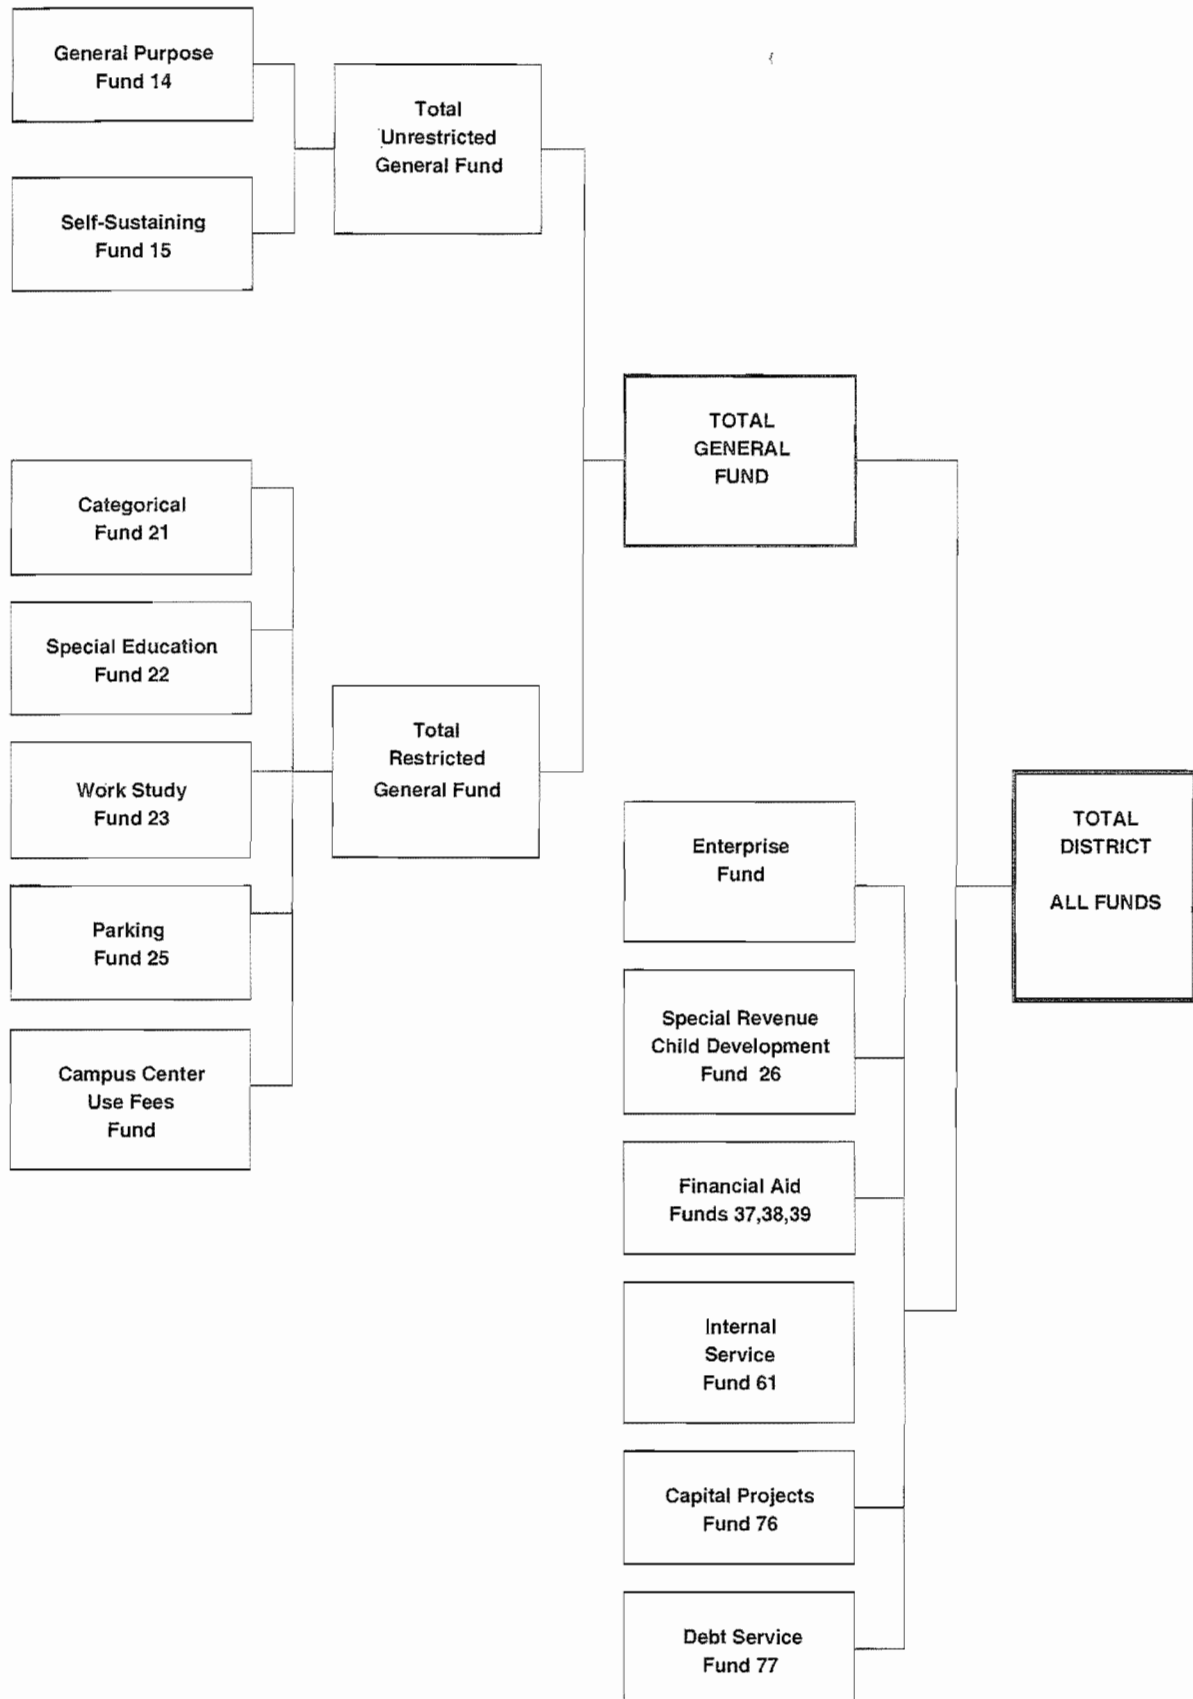 General Purpose
Fund 14
Self-Sustaining
Fund 15
Total
Unrestricted
General Fund
Categorical
Fund 21
Special Education
Fund 22
Work Study
Fund 23
Parking
Fund 25
Campus Center
Use Fees
Fund
Total
Restricted
General Fund
TOTAL
GENERAL
FUND
Enterprise
Fund
Special Revenue
Child Development
Fund 26
Financial Aid
Funds 37,38,39
Internal
Service
Fund 61
Capital Projects
Fund 76
Debt Service
Fund 77
TOTAL
DISTRICT
ALL FUNDS